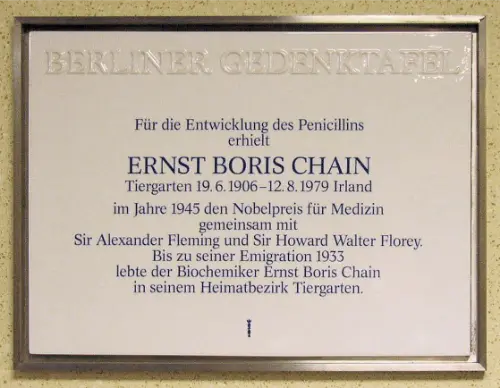 BERLINER GEDENKTAFEL
Für die Entwicklung des Penicillins
erhielt
ERNST BORIS CHAIN
Tiergarten 19.6.1906–12.8.1979 Irland
im Jahre 1945 den Nobelpreis für Medizin
gemeinsam mit
Sir Alexander Fleming und Sir Howard Walter Florey.
Bis zu seiner Emigration 1933
lebte der Biochemiker Ernst Boris Chain
in seinem Heimatbezirk Tiergarten.